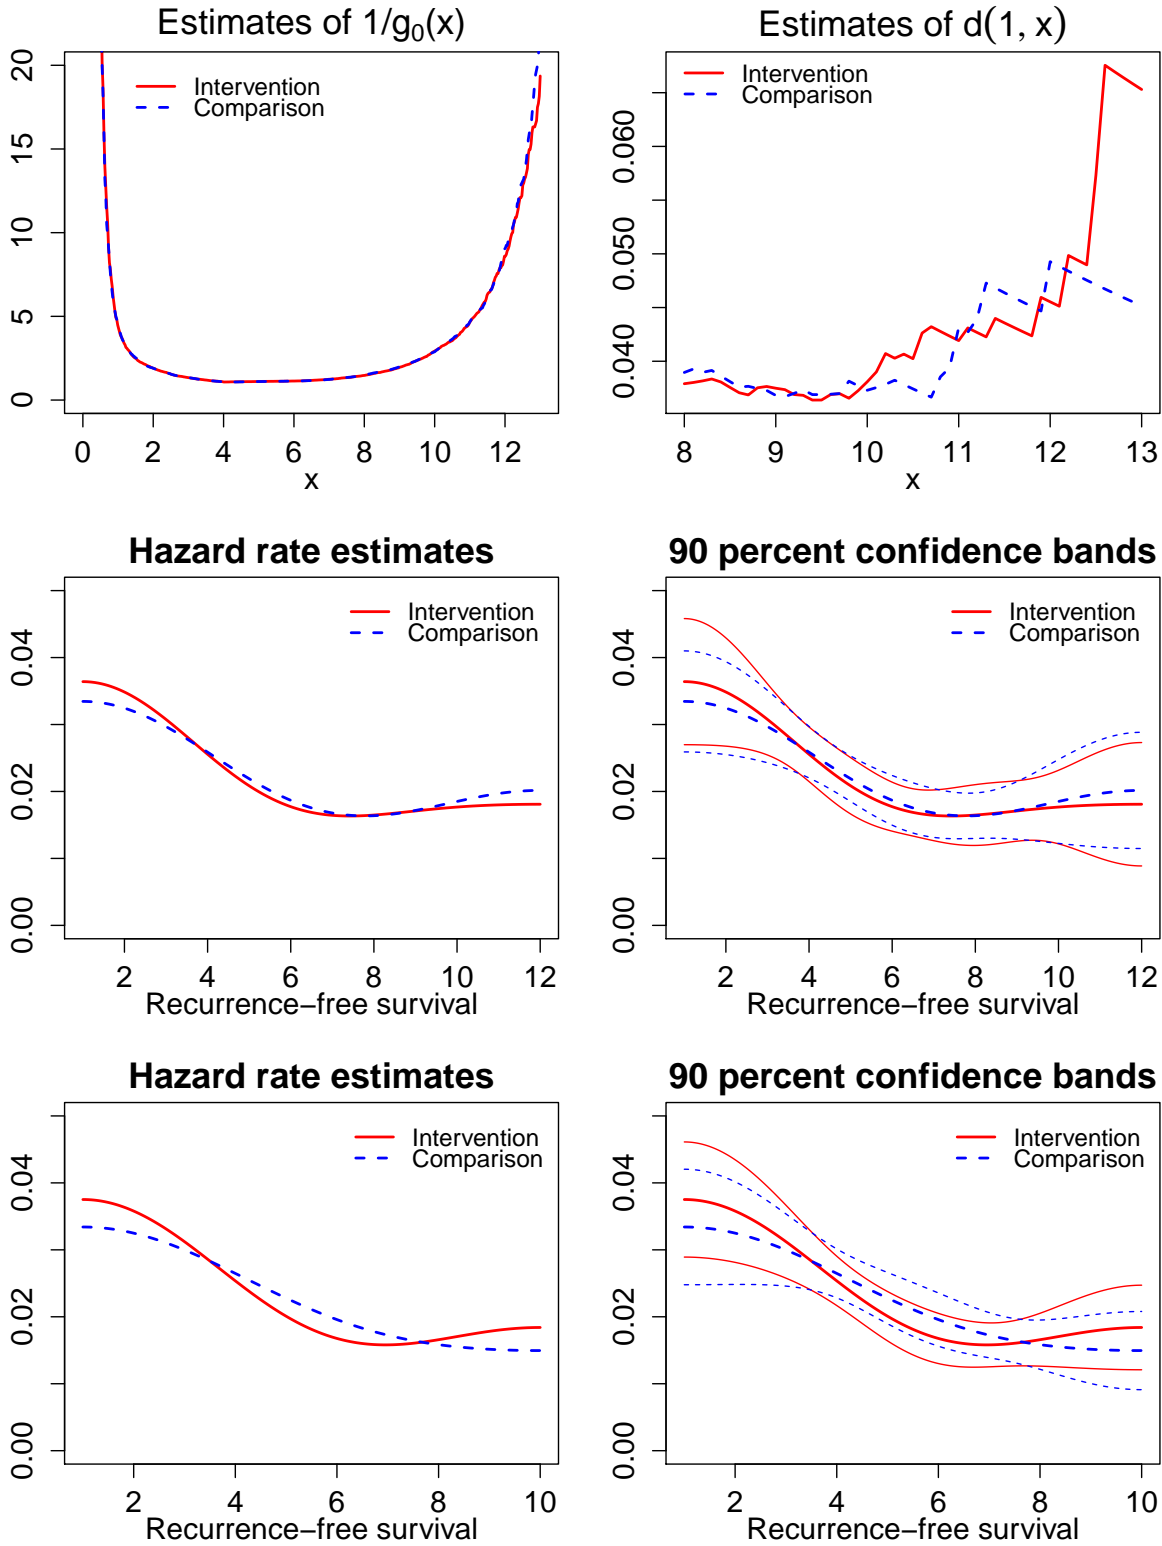 Estimates of 1/g₀(x)
Intervention
Comparison
0 5 10 15 20
0 2 4 6 8 10 12
x
Estimates of d(1, x)
Intervention
Comparison
0.040 0.050 0.060
8 9 10 11 12 13
x
Hazard rate estimates
Intervention
Comparison
0.00 0.02 0.04
2 4 6 8 10 12
Recurrence−free survival
90 percent confidence bands
Intervention
Comparison
0.00 0.02 0.04
2 4 6 8 10 12
Recurrence−free survival
Hazard rate estimates
Intervention
Comparison
0.00 0.02 0.04
2 4 6 8 10
Recurrence−free survival
90 percent confidence bands
Intervention
Comparison
0.00 0.02 0.04
2 4 6 8 10
Recurrence−free survival